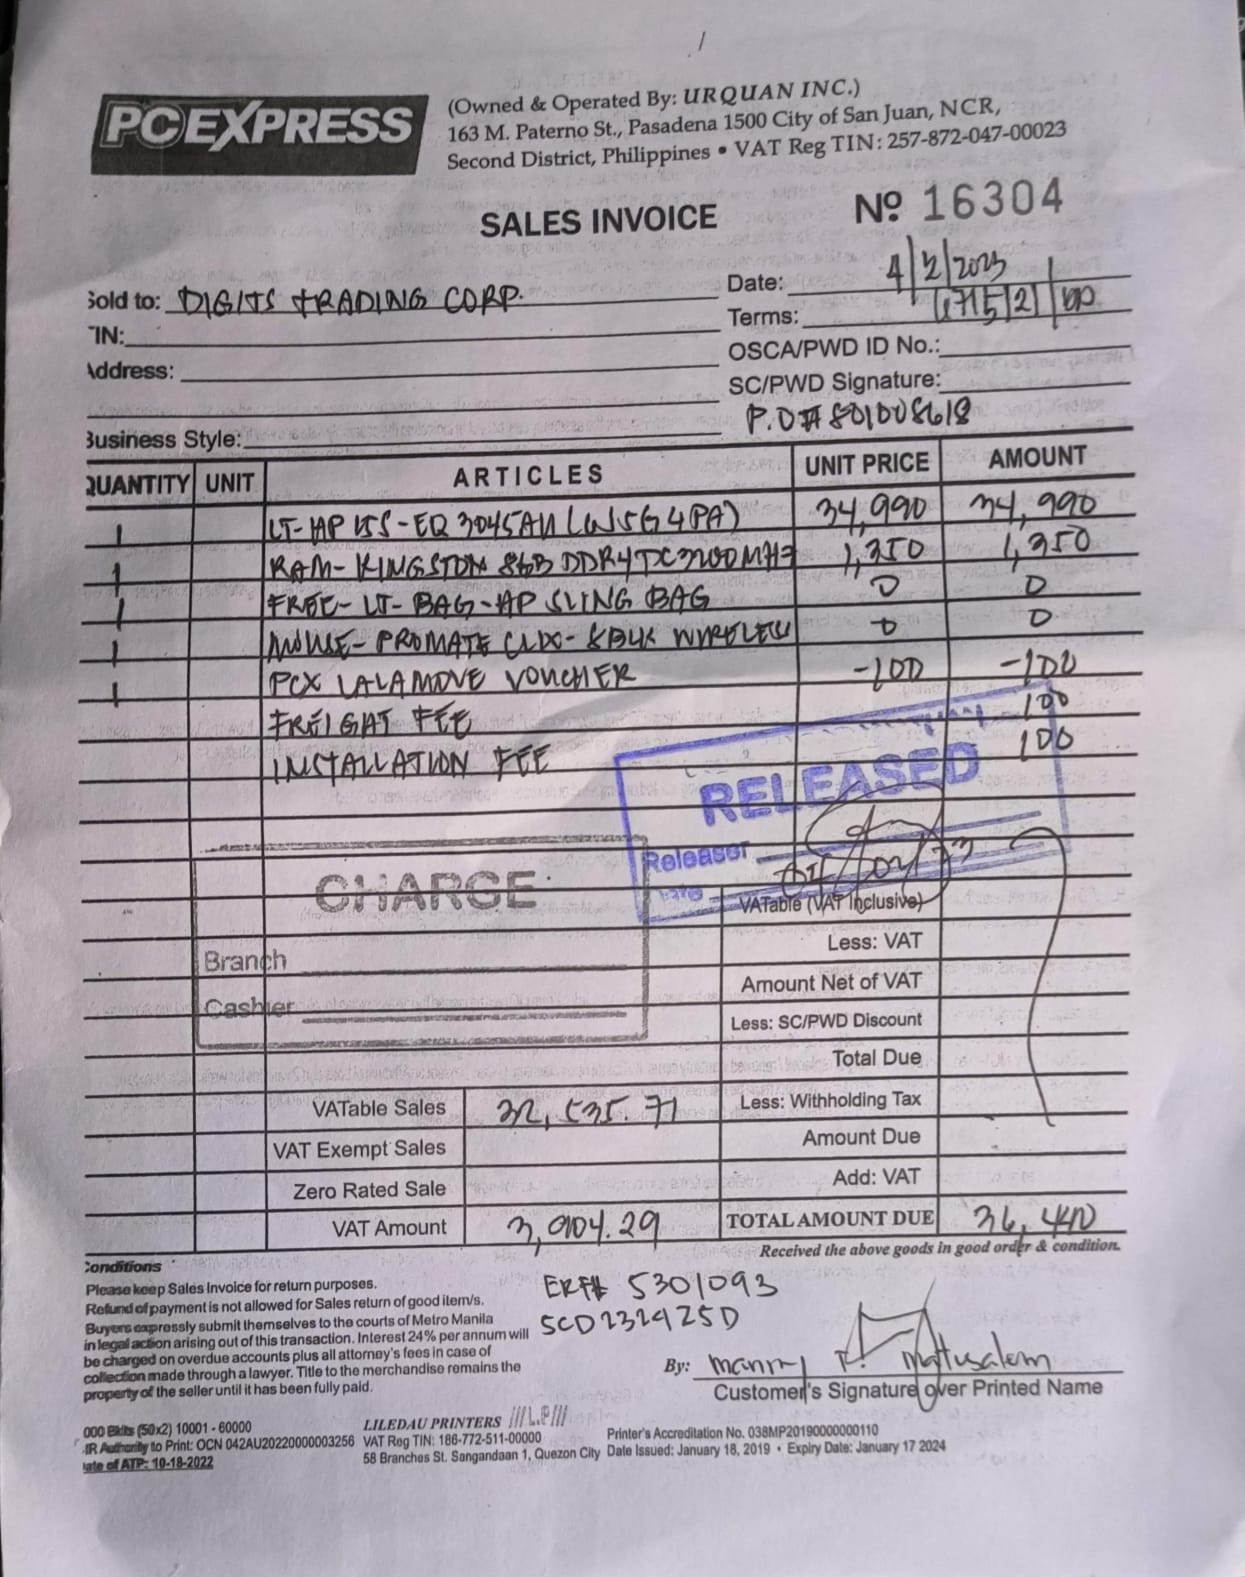 PCEXPRESS
(Owned & Operated By: URQUAN INC.)
163 M. Paterno St., Pasadena 1500 City of San Juan, NCR,
Second District, Philippines • VAT Reg TIN: 257-872-047-00023
SALES INVOICE
Nº 16304
Sold to: DIGITS TRADING CORP.
Date: 4/2/2023
TIN:
Terms:
Address:
OSCA/PWD ID No.:
SC/PWD Signature:
P.O# 801008618
Business Style:
QUANTITY UNIT ARTICLES UNIT PRICE AMOUNT
1 LT-HP 15S-EQ3045AU (6J5G4PA) 34,990 34,990
1 RAM-KINGSTON 8GB DDR4 TC3200MHZ 1,350 1,350
1 FREE-LT-BAG-HP SLING BAG 0 0
1 MOUSE-PROMATE WIRELESS 0 0
1 PCX LALAMOVE VOUCHER -100 -100
FREIGHT FEE 100
INSTALLATION FEE 100
RELEASED
Releaser
CHARGE
Branch
Cashier
VATable (VAT Inclusive)
Less: VAT
Amount Net of VAT
Less: SC/PWD Discount
Total Due
VATable Sales 32,535.71 Less: Withholding Tax
VAT Exempt Sales Amount Due
Zero Rated Sale Add: VAT
VAT Amount 3,904.29 TOTAL AMOUNT DUE 36,440
Received the above goods in good order & condition.
Conditions
Please keep Sales Invoice for return purposes.
Refund of payment is not allowed for Sales return of good item/s.
Buyers expressly submit themselves to the courts of Metro Manila
in legal action arising out of this transaction. Interest 24% per annum will
be charged on overdue accounts plus all attorney's fees in case of
collection made through a lawyer. Title to the merchandise remains the
property of the seller until it has been fully paid.
ERF# 5301093
5CD232425D
By: Manny P. Mattusalem
Customer's Signature over Printed Name
000 Bklts (50x2) 10001 - 60000
IR Authority to Print: OCN 042AU20220000003256
ate of ATP: 10-18-2022
LILEDAU PRINTERS ///L.P///
VAT Reg TIN: 186-772-511-00000
58 Branches St. Sangandaan 1, Quezon City
Printer's Accreditation No. 038MP20190000000110
Date Issued: January 18, 2019 • Expiry Date: January 17 2024